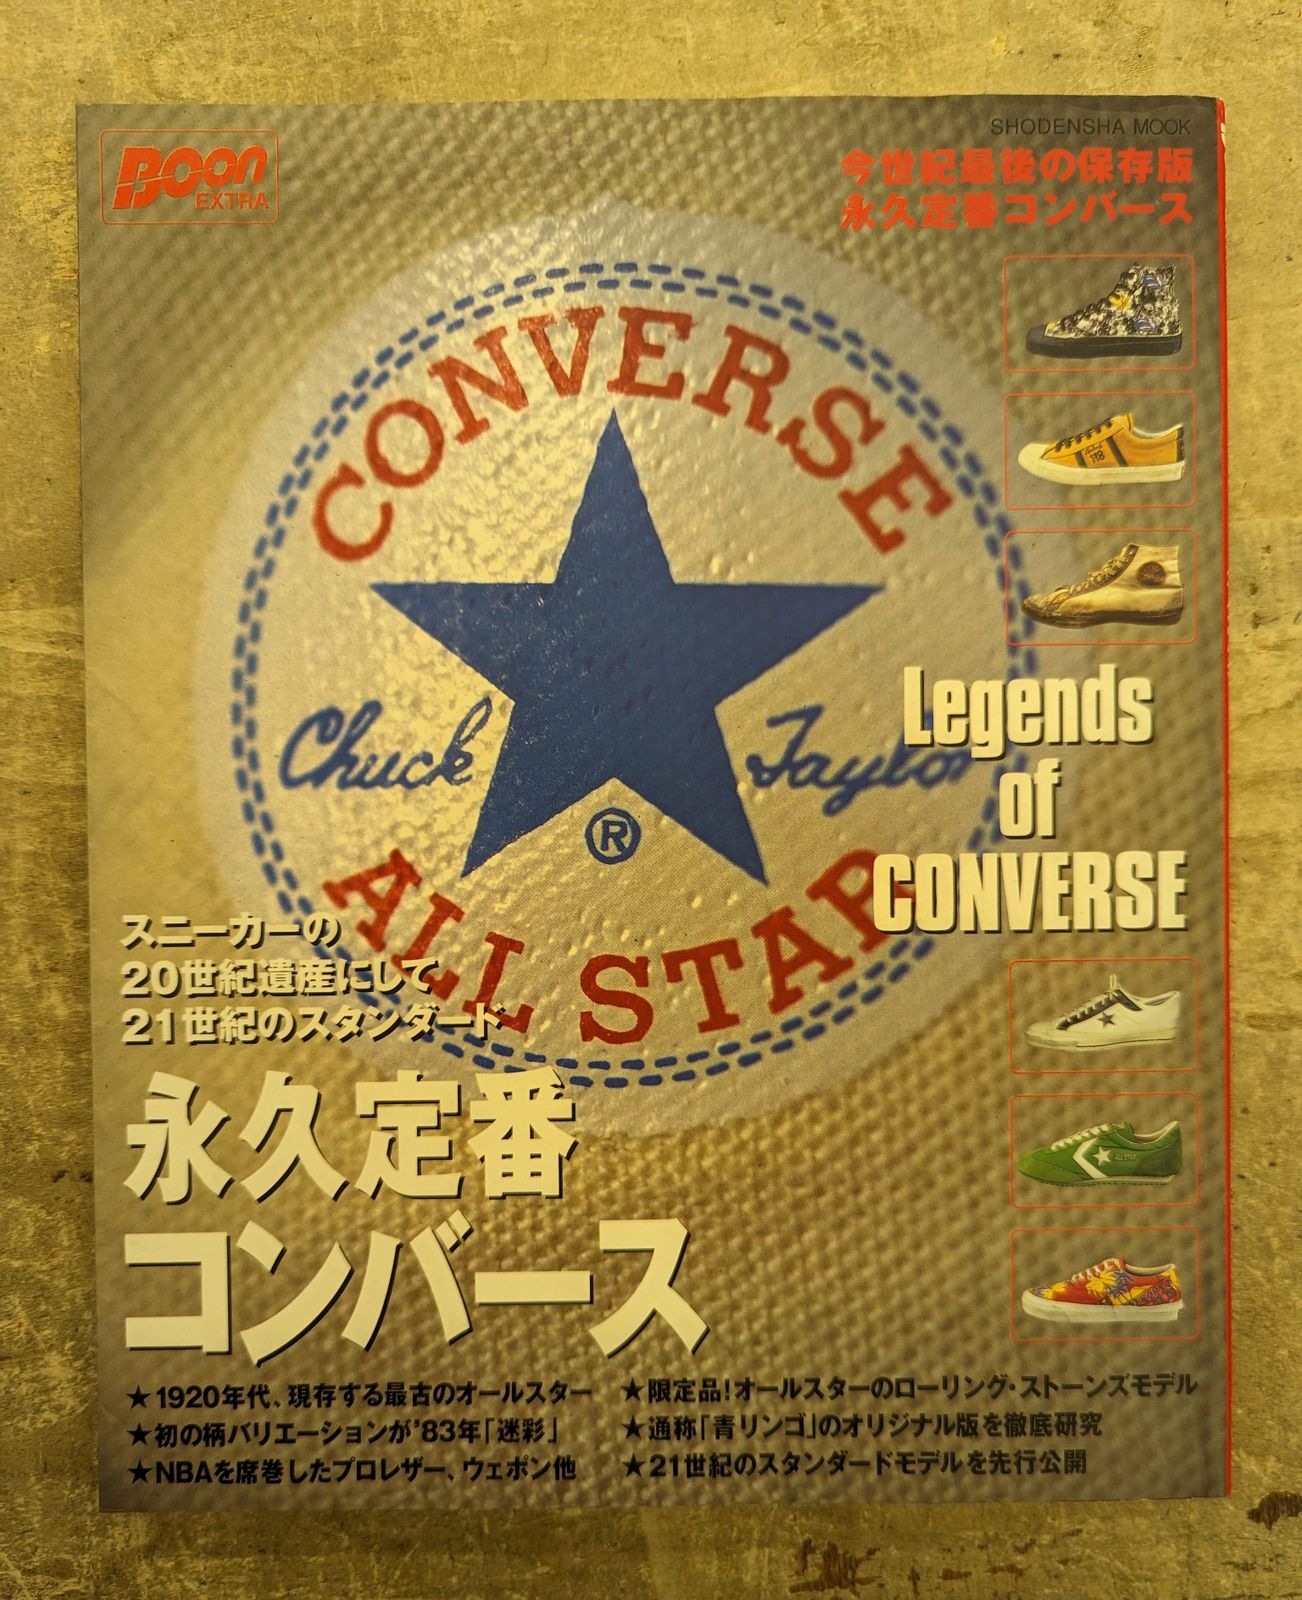 BOON
EXTRA
SHODENSHA MOOK
今世紀最後の保存版
永久定番コンバース
CONVERSE
Chuck Taylor
®
ALL STAR
Legends
of
CONVERSE
スニーカーの
20世紀遺産にして
21世紀のスタンダード
永久定番
コンバース
★1920年代、現存する最古のオールスター
★初の柄バリエーションが'83年「迷彩」
★NBAを席巻したプロレザー、ウェポン他
★限定品!オールスターのローリング・ストーンズモデル
★通称「青リンゴ」のオリジナル版を徹底研究
★21世紀のスタンダードモデルを先行公開
ALL STAR